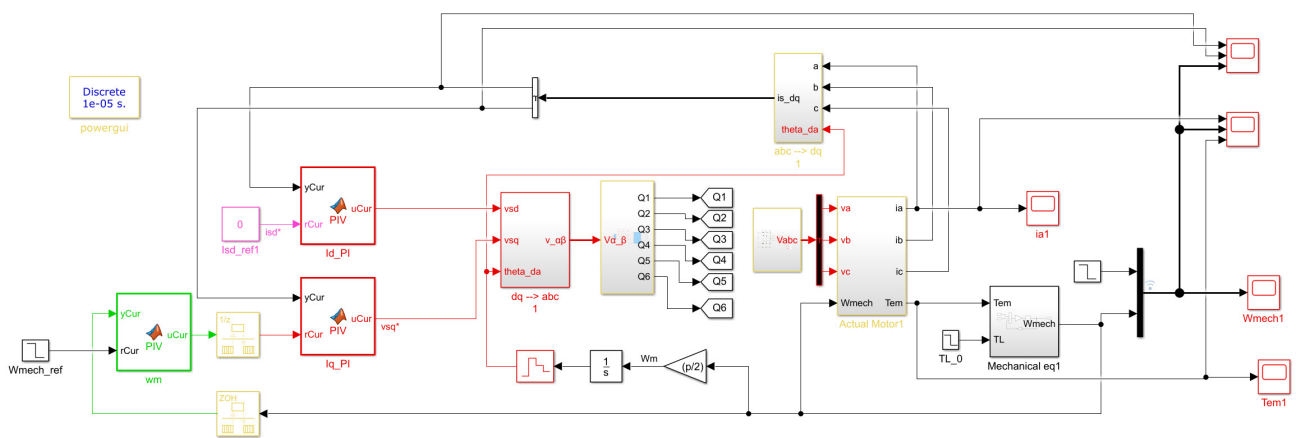 Discrete
1e-05 s.
powergui
a
b
c
is_dq
theta_da
abc --> dq
1
yCur
rCur
uCur
PIV
Id_PI
0
isd*
Isd_ref1
vsd
vsq
theta_da
v_αβ
dq --> abc
1
Vα_β
Q1
Q2
Q3
Q4
Q5
Q6
Q1
Q2
Q3
Q4
Q5
Q6
Vabc
va
vb
vc
Wmech
ia
ib
ic
Tem
Actual Motor1
ia1
yCur
rCur
uCur
PIV
Iq_PI
vsq*
yCur
rCur
uCur
PIV
wm
1/z
Wmech_ref
ZOH
1
s
Wm
(p/2)
TL_0
Tem
TL
Wmech
Mechanical eq1
Wmech1
Tem1